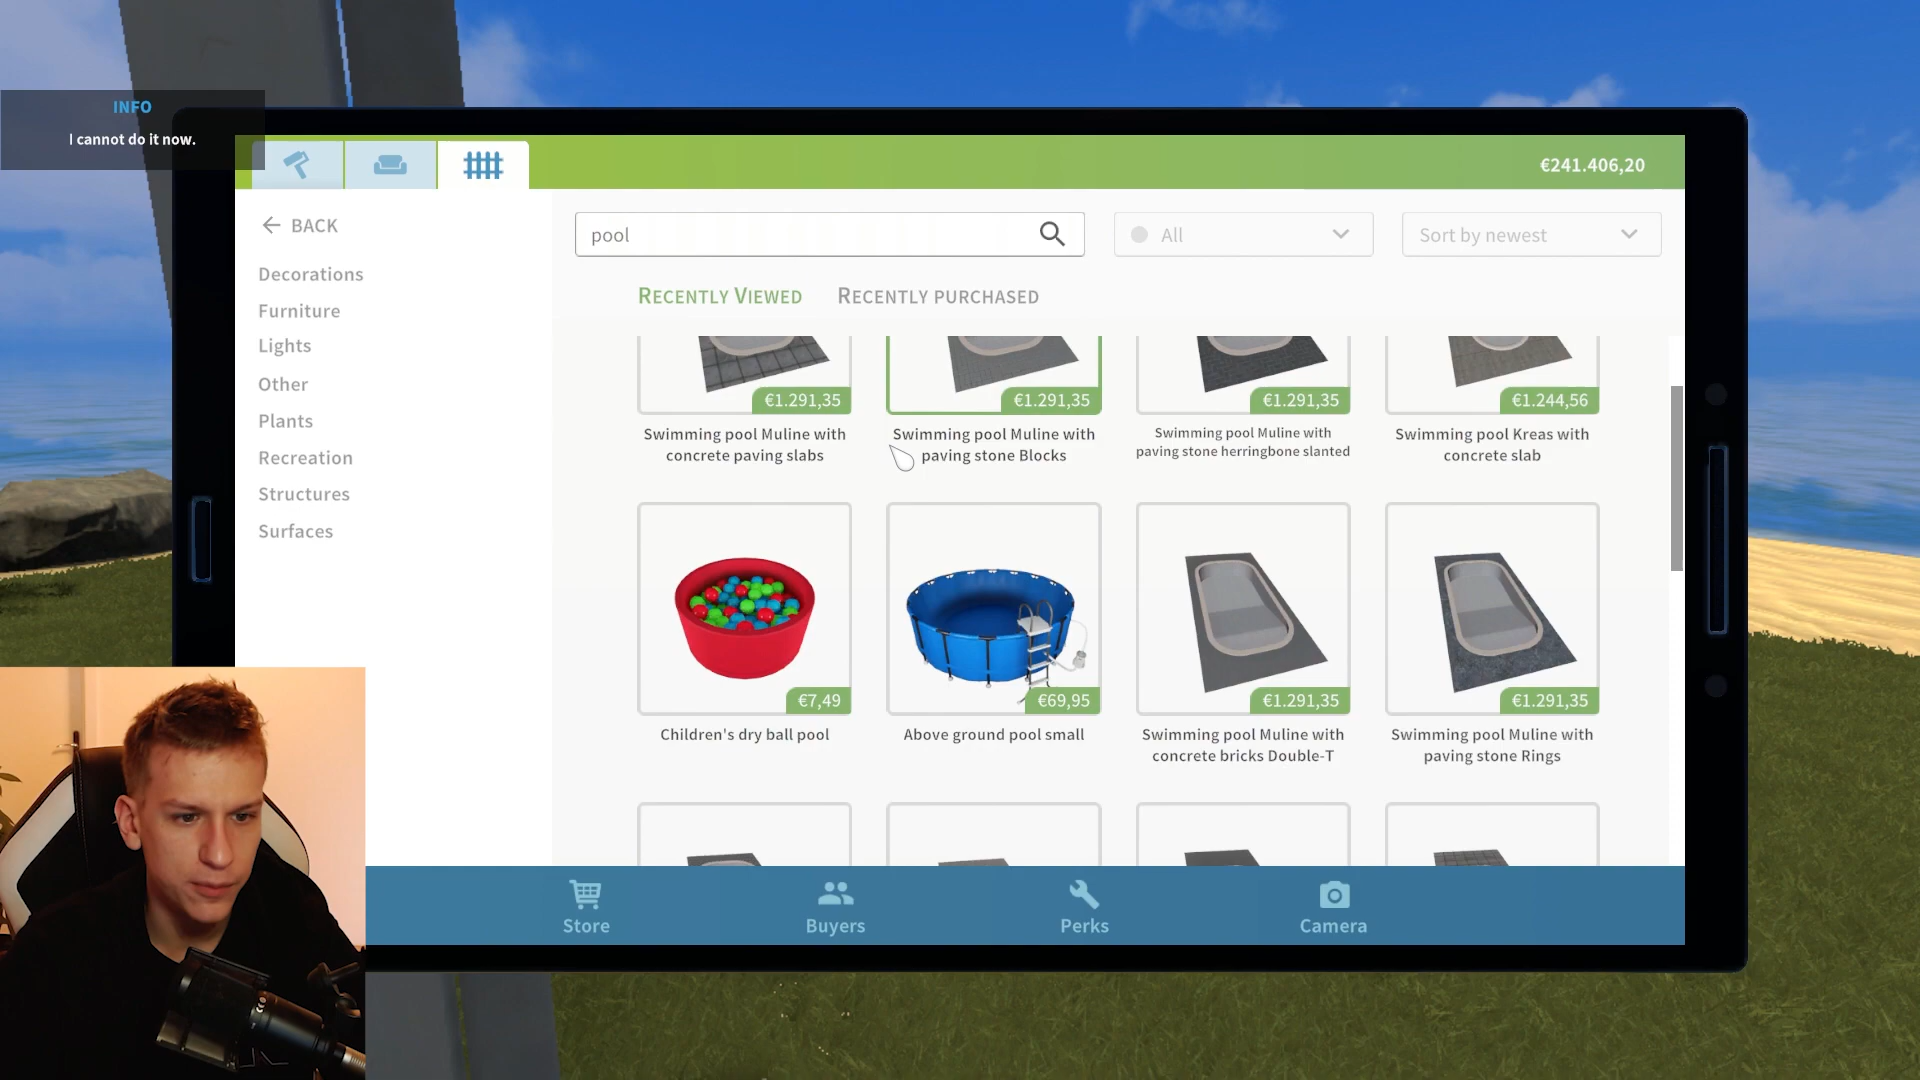 INFO
I cannot do it now.
€241.406,20
BACK
pool
All
Sort by newest
Decorations
Furniture
Lights
Other
Plants
Recreation
Structures
Surfaces
RECENTLY VIEWED
RECENTLY PURCHASED
€1.291,35
€1.291,35
€1.291,35
€1.244,56
Swimming pool Muline with
concrete paving slabs
Swimming pool Muline with
paving stone Blocks
Swimming pool Muline with
paving stone herringbone slanted
Swimming pool Kreas with
concrete slab
€7,49
€69,95
€1.291,35
€1.291,35
Children's dry ball pool
Above ground pool small
Swimming pool Muline with
concrete bricks Double-T
Swimming pool Muline with
paving stone Rings
Store
Buyers
Perks
Camera